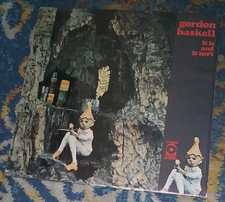 gordon
haskell
It is
and
It isn't